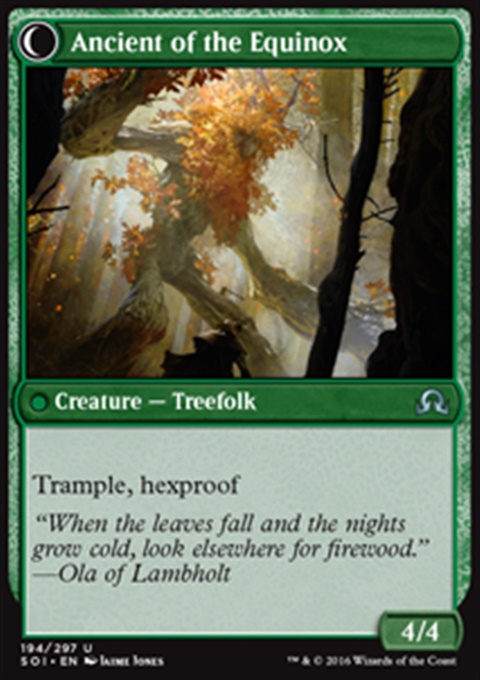 Ancient of the Equinox
Creature — Treefolk
Trample, hexproof
“When the leaves fall and the nights
grow cold, look elsewhere for firewood.”
—Ola of Lambholt
4/4
194/297 U
SOI • EN Jaime Jones
™ & © 2016 Wizards of the Coast